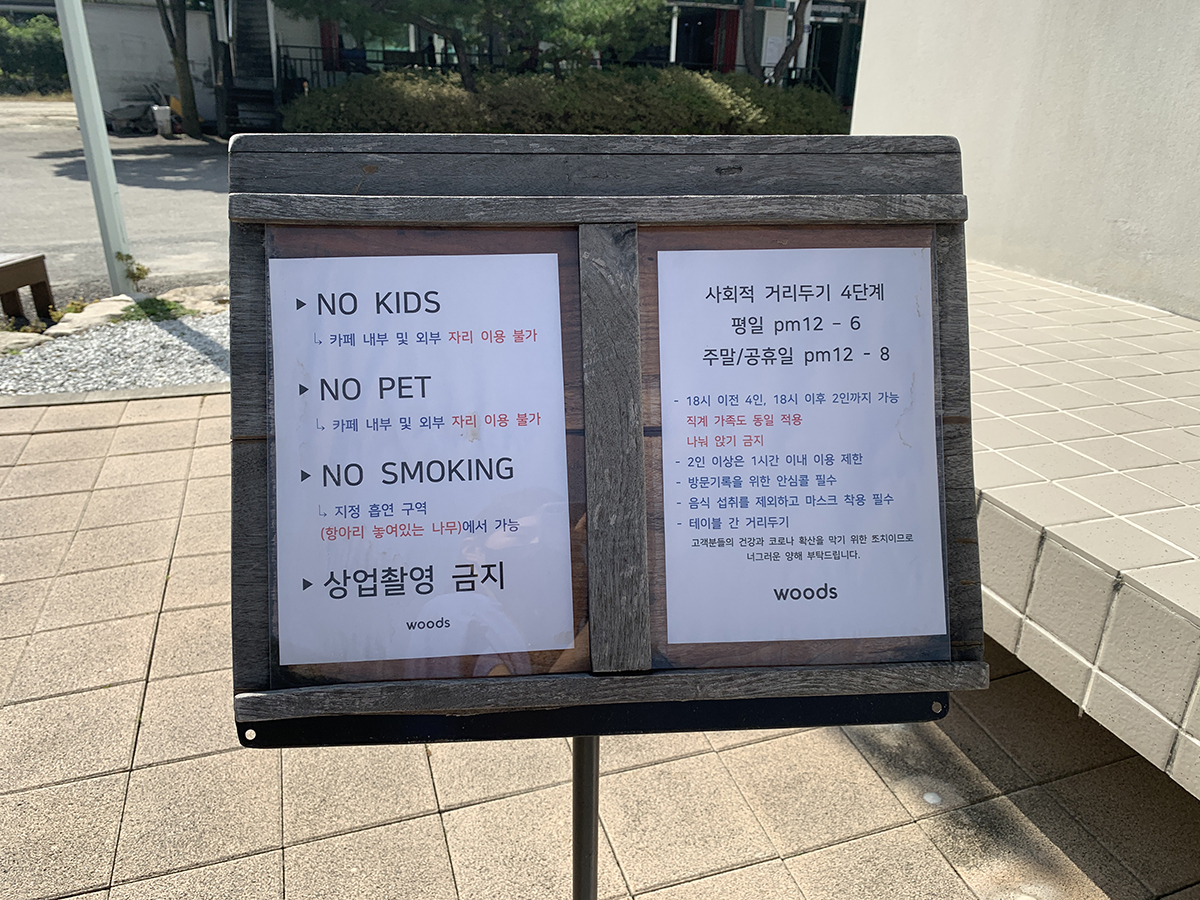 ▸ NO KIDS
↳ 카페 내부 및 외부 자리 이용 불가
▸ NO PET
↳ 카페 내부 및 외부 자리 이용 불가
▸ NO SMOKING
↳ 지정 흡연 구역
(항아리 놓여있는 나무)에서 가능
▸ 상업촬영 금지
woods
사회적 거리두기 4단계
평일 pm12 - 6
주말/공휴일 pm12 - 8
- 18시 이전 4인, 18시 이후 2인까지 가능
직계 가족도 동일 적용
나눠 앉기 금지
- 2인 이상은 1시간 이내 이용 제한
- 방문기록을 위한 안심콜 필수
- 음식 섭취를 제외하고 마스크 착용 필수
- 테이블 간 거리두기
고객분들의 건강과 코로나 확산을 막기 위한 조치이므로
너그러운 양해 부탁드립니다.
woods